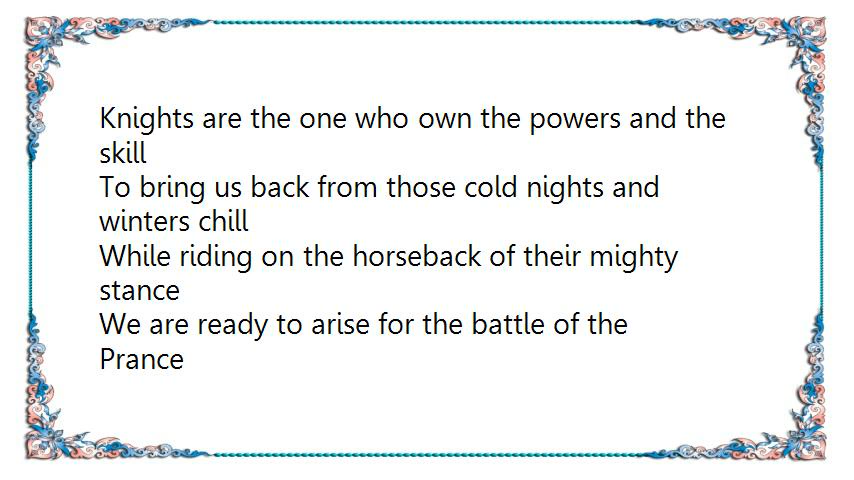 Knights are the one who own the powers and the
skill
To bring us back from those cold nights and
winters chill
While riding on the horseback of their mighty
stance
We are ready to arise for the battle of the
Prance